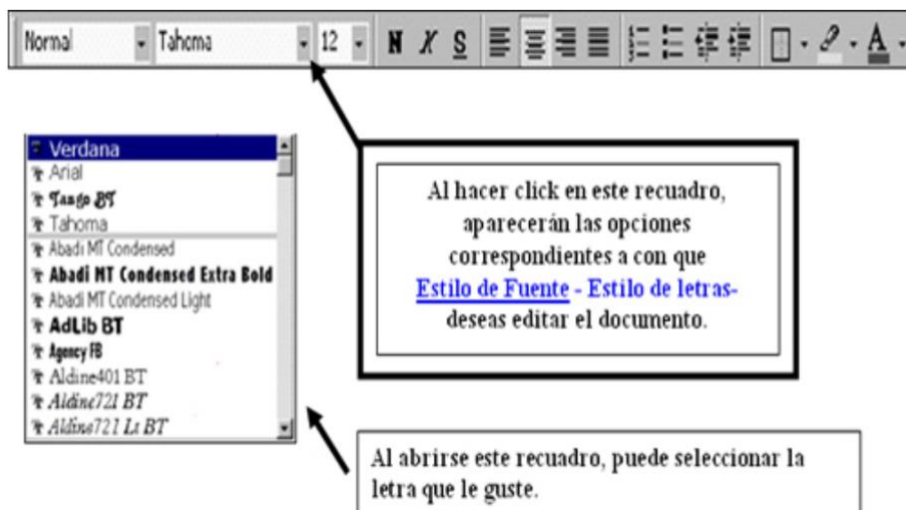 Normal Tahoma 12 N K S A
Verdana
Arial
Tango BT
Tahoma
Abadi MT Condensed
Abadi MT Condensed Extra Bold
Abadi MT Condensed Light
AdLib BT
Agency FB
Aldine401 BT
Aldine721 BT
Aldine721 Lt BT
Al hacer click en este recuadro,
aparecerán las opciones
correspondientes a con que
Estilo de Fuente - Estilo de letras-
deseas editar el documento.
Al abrirse este recuadro, puede seleccionar la
letra que le guste.